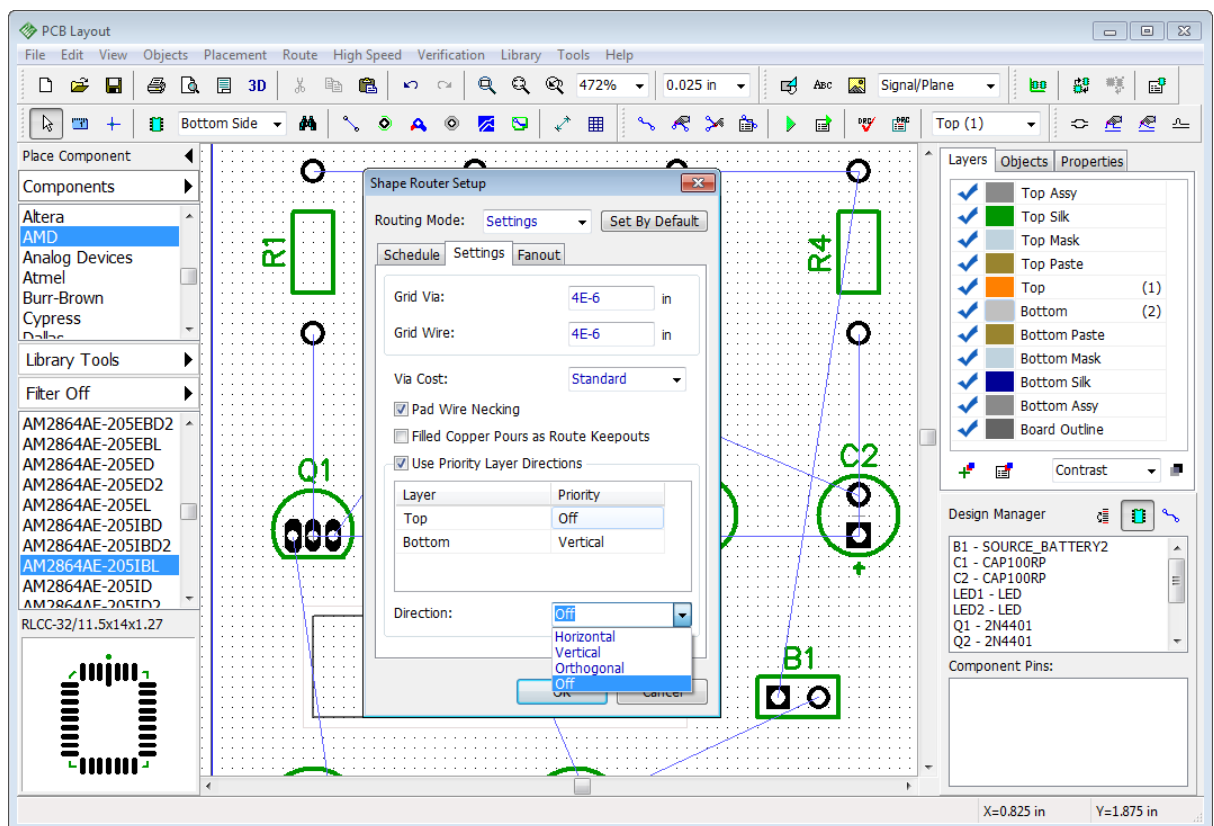 PCB Layout
File Edit View Objects Placement Route High Speed Verification Library Tools Help
3D 472% 0.025 in ABC Signal/Plane
Bottom Side DRC DRC Top (1)
Place Component
Components
Altera
AMD
Analog Devices
Atmel
Burr-Brown
Cypress
Dallas
Library Tools
Filter Off
AM2864AE-205EBD2
AM2864AE-205EBL
AM2864AE-205ED
AM2864AE-205ED2
AM2864AE-205EL
AM2864AE-205IBD
AM2864AE-205IBD2
AM2864AE-205IBL
AM2864AE-205ID
AM2864AE-205ID2
RLCC-32/11.5x14x1.27
R1
R4
Q1
C2
+
B1
Shape Router Setup
Routing Mode: Settings Set By Default
Schedule Settings Fanout
Grid Via: 4E-6 in
Grid Wire: 4E-6 in
Via Cost: Standard
Pad Wire Necking
Filled Copper Pours as Route Keepouts
Use Priority Layer Directions
Layer Priority
Top Off
Bottom Vertical
Direction: Off
Horizontal
Vertical
Orthogonal
Off
OK Cancel
Layers Objects Properties
Top Assy
Top Silk
Top Mask
Top Paste
Top (1)
Bottom (2)
Bottom Paste
Bottom Mask
Bottom Silk
Bottom Assy
Board Outline
Contrast
Design Manager
B1 - SOURCE_BATTERY2
C1 - CAP100RP
C2 - CAP100RP
LED1 - LED
LED2 - LED
Q1 - 2N4401
Q2 - 2N4401
Component Pins:
X=0.825 in Y=1.875 in